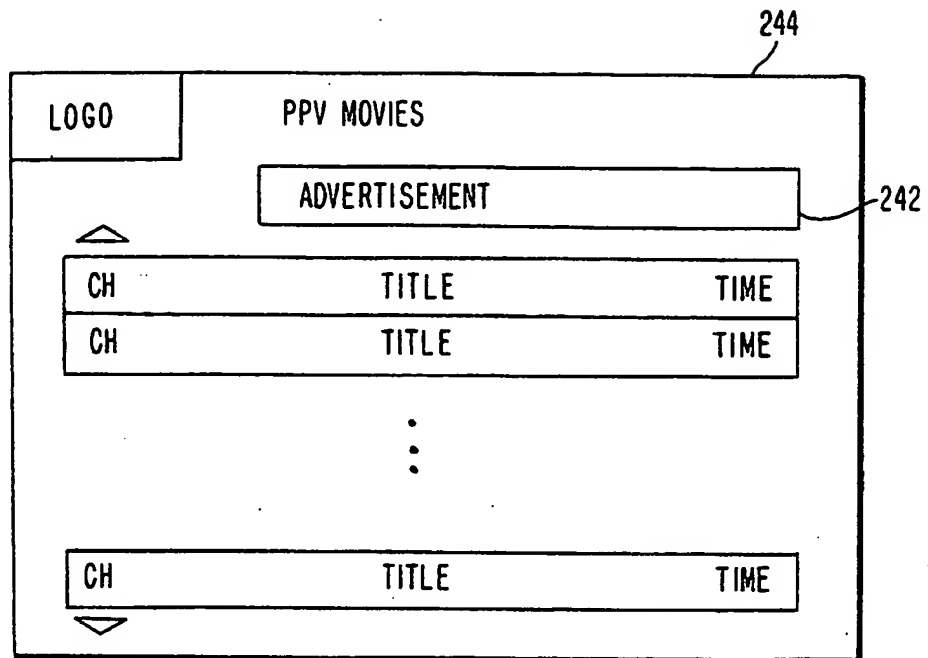 244
LOGO PPV MOVIES
ADVERTISEMENT 242
CH TITLE TIME
CH TITLE TIME
CH TITLE TIME